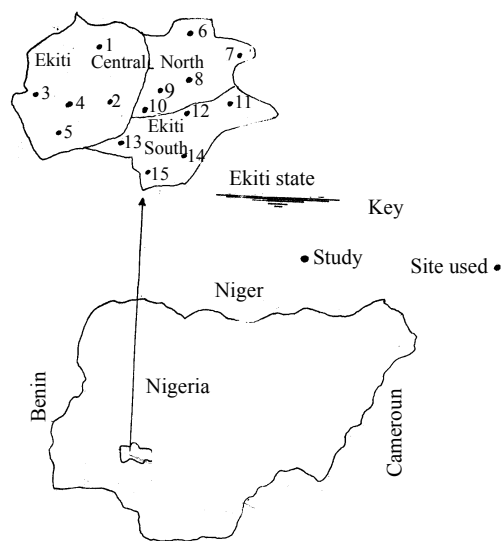 6
1
7
Ekiti
Central North
8
3
9
4
2
10
11
12
5
Ekiti
13
South
14
15
Ekiti state
Key
Study
Site used
Niger
Nigeria
Benin
Cameroun